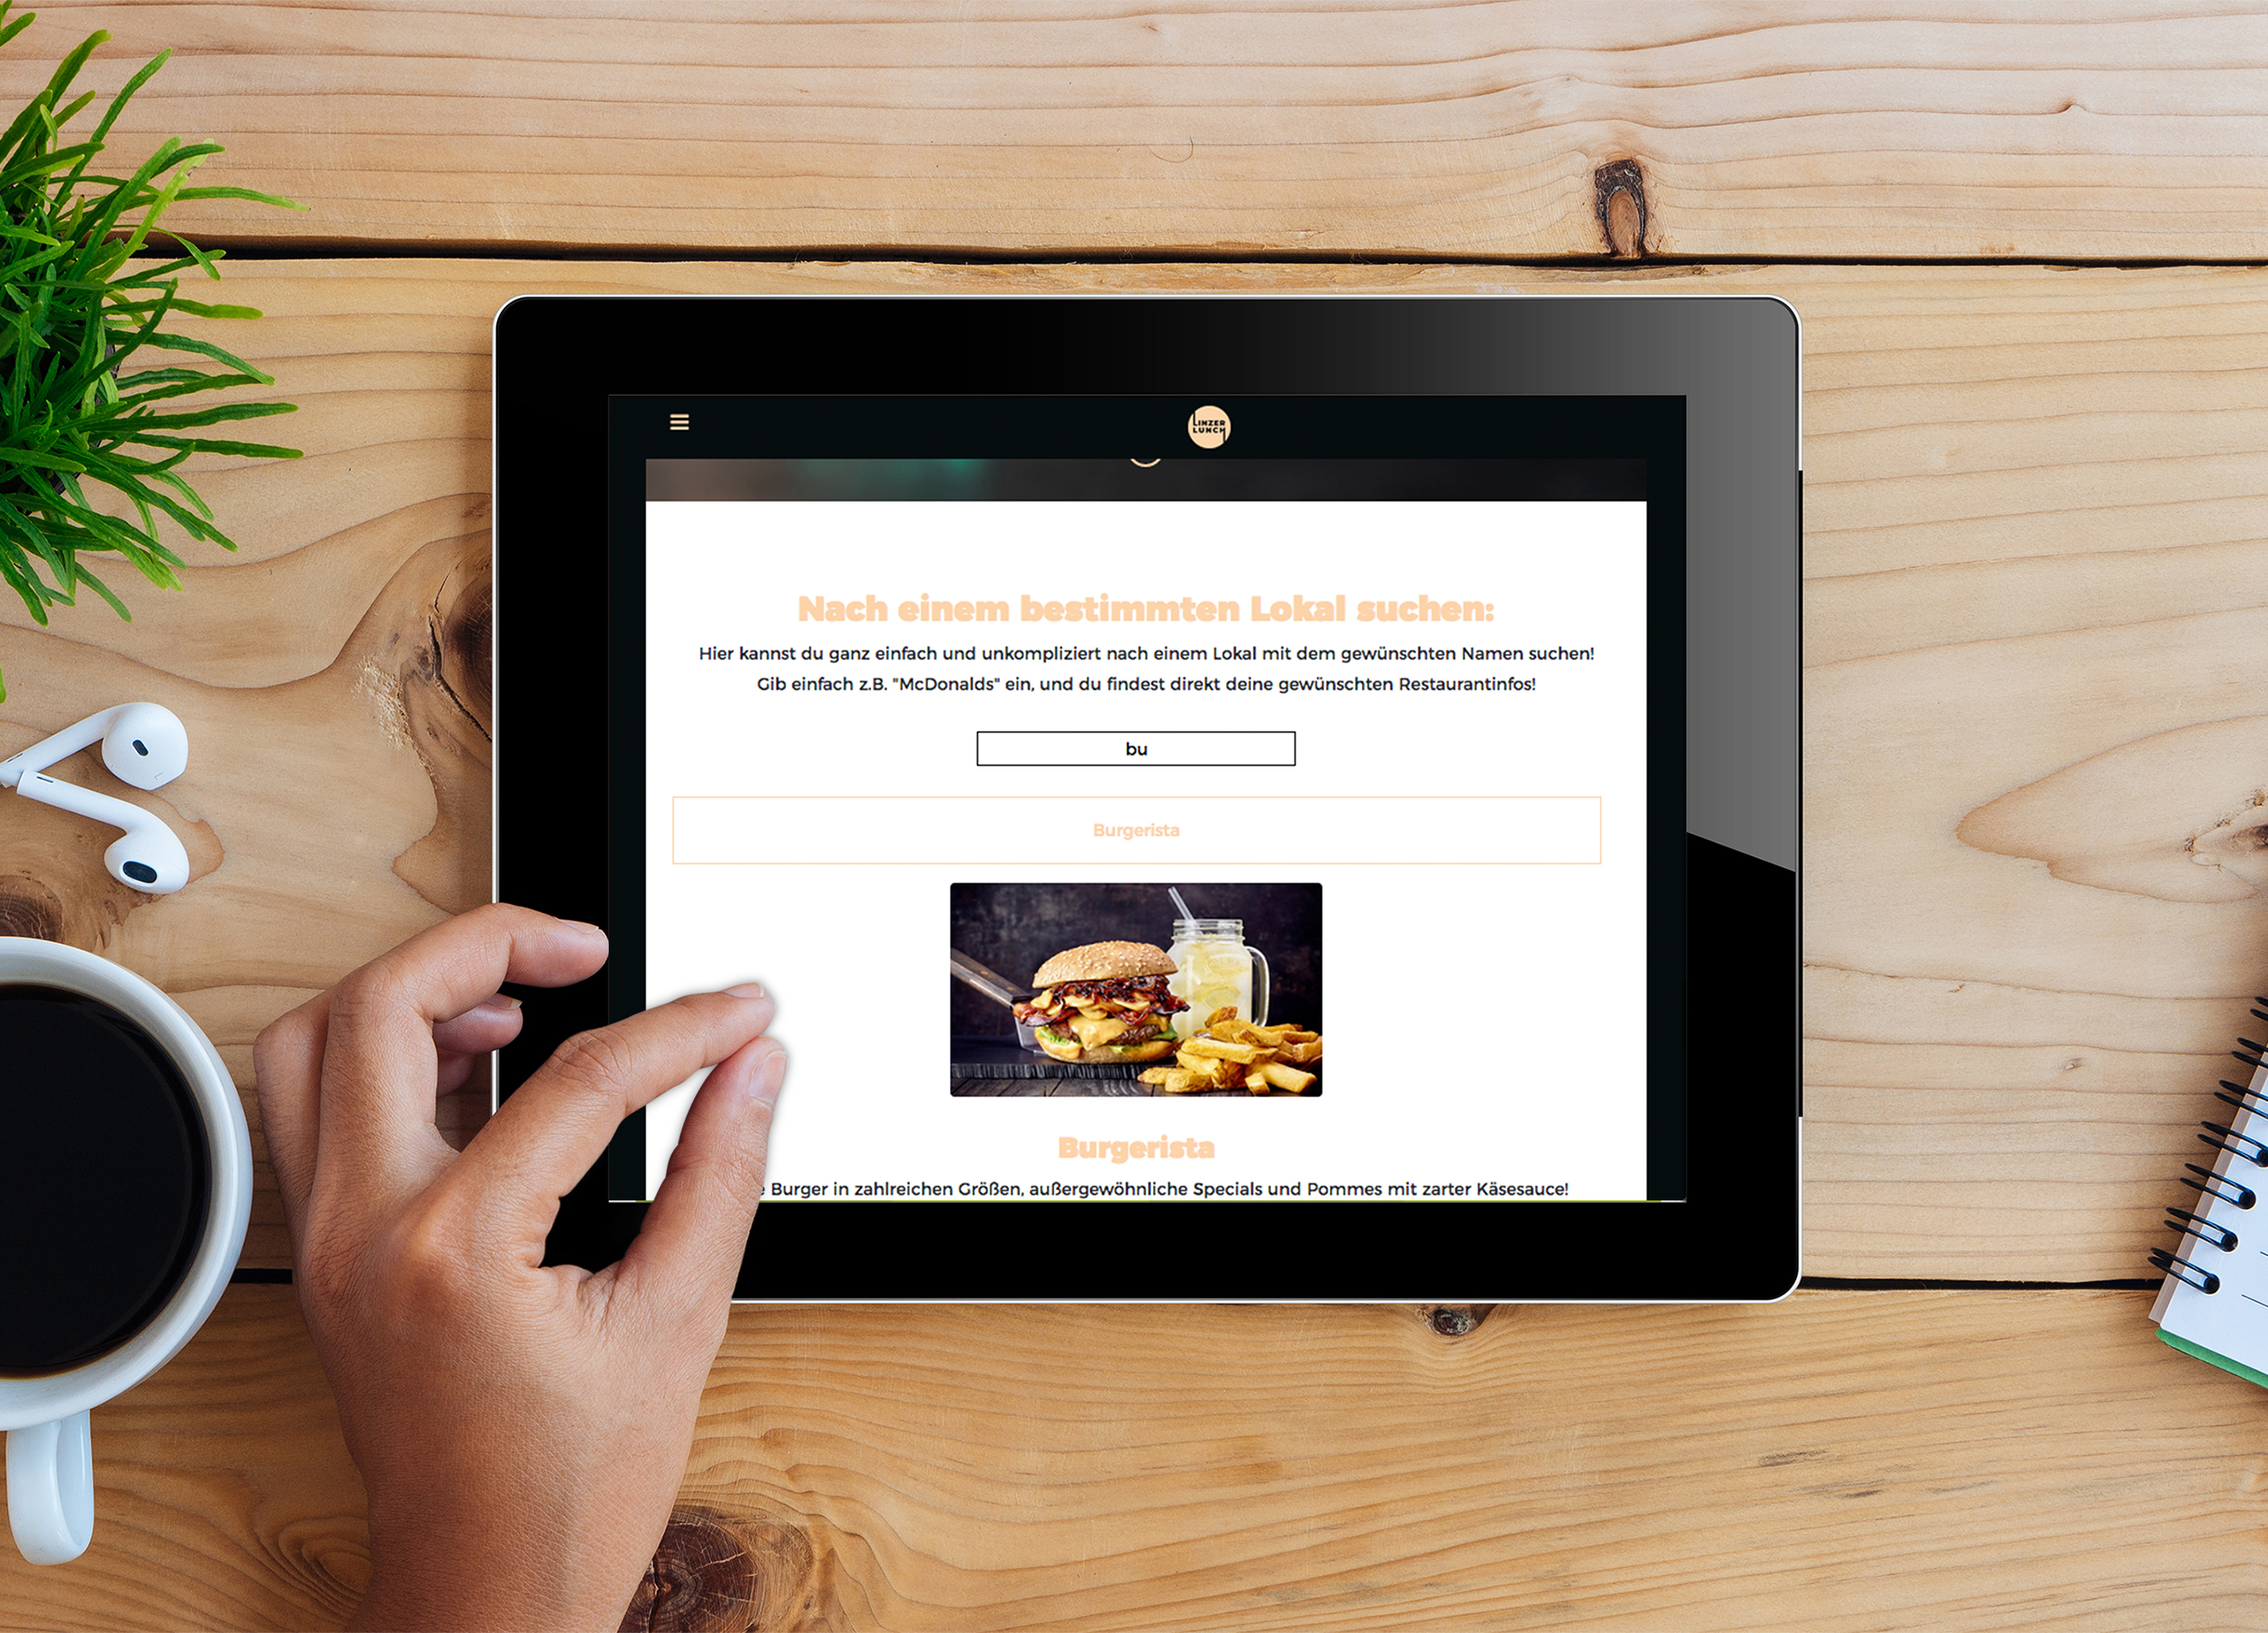 LINZER
LUNCH
Nach einem bestimmten Lokal suchen:
Hier kannst du ganz einfach und unkompliziert nach einem Lokal mit dem gewünschten Namen suchen!
Gib einfach z.B. "McDonalds" ein, und du findest direkt deine gewünschten Restaurantinfos!
bu
Burgerista
Burgerista
Burger in zahlreichen Größen, außergewöhnliche Specials und Pommes mit zarter Käsesauce!